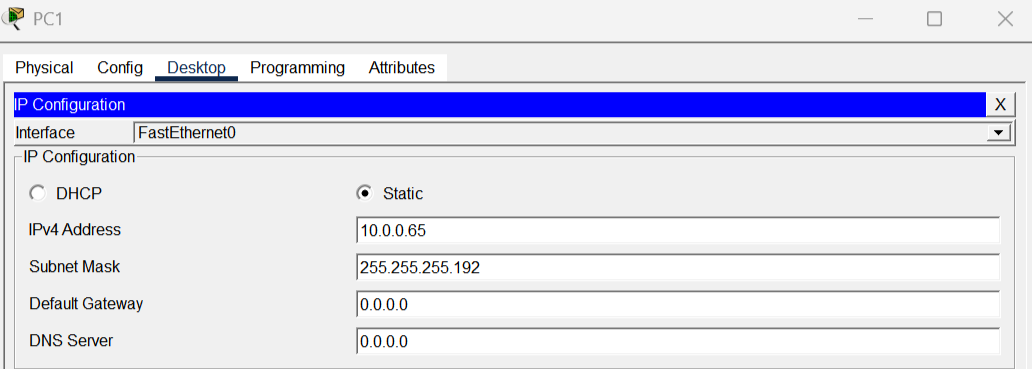 PC1
Physical Config Desktop Programming Attributes
IP Configuration X
Interface FastEthernet0
IP Configuration
DHCP Static
IPv4 Address 10.0.0.65
Subnet Mask 255.255.255.192
Default Gateway 0.0.0.0
DNS Server 0.0.0.0